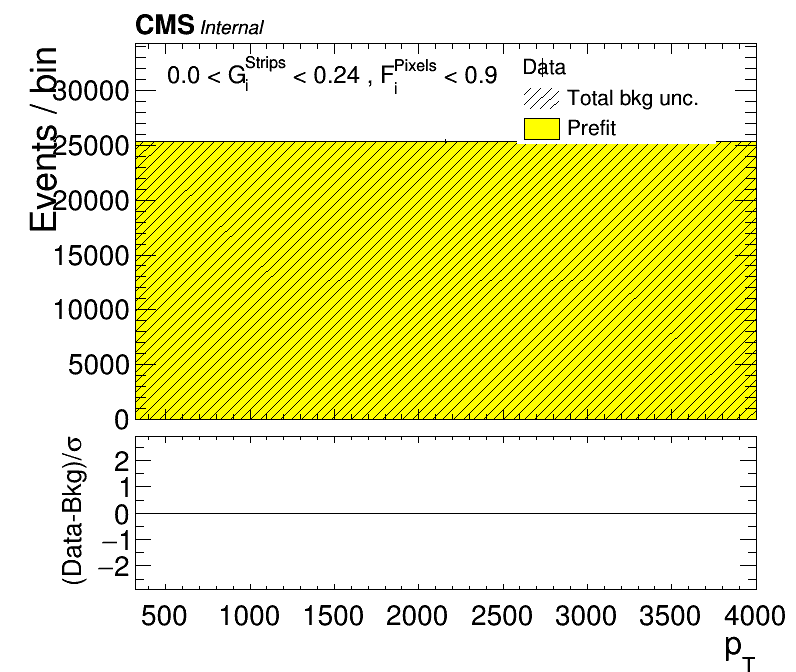 CMS Internal
0.0 < G_i^Strips < 0.24 , F_i^Pixels < 0.9
Data
Total bkg unc.
Prefit
Events / bin
30000
25000
20000
15000
10000
5000
0
(Data-Bkg)/σ
2
1
0
−1
−2
500 1000 1500 2000 2500 3000 3500 4000
p_T